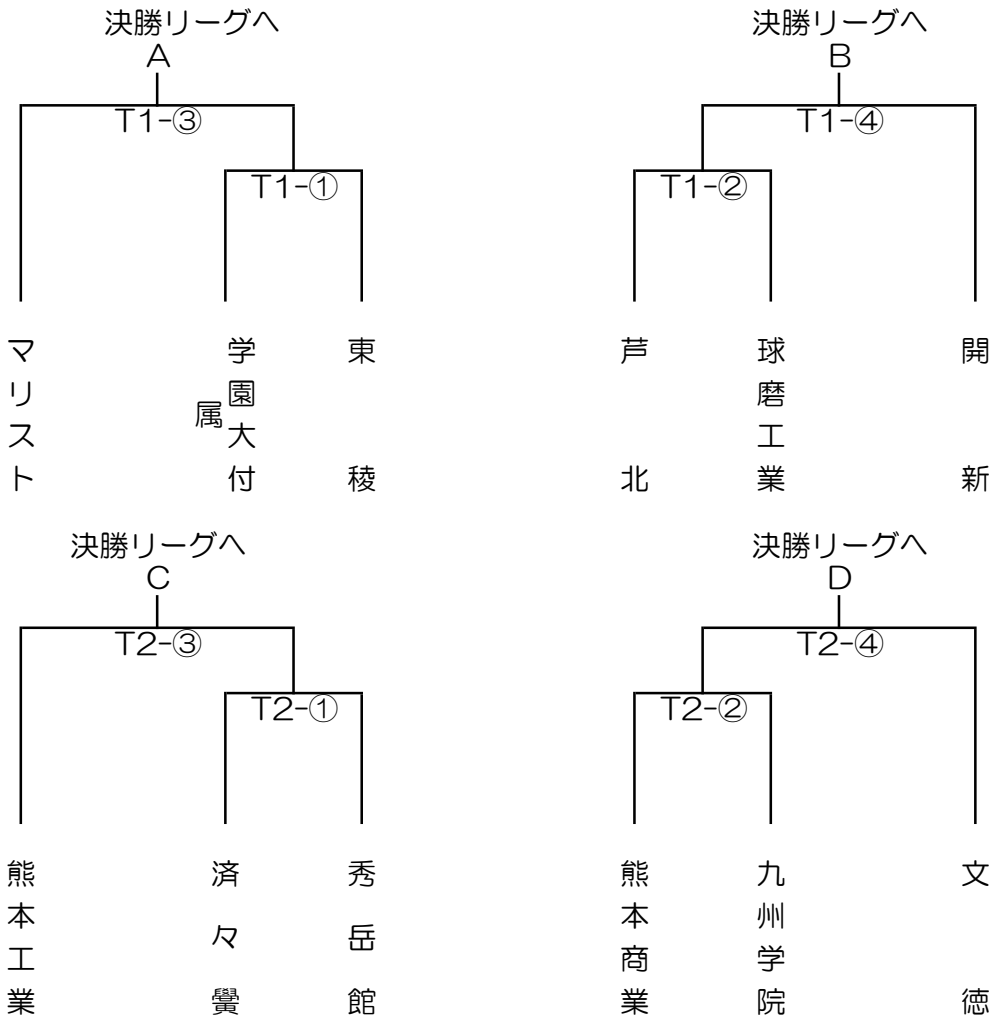 決勝リーグへ
A
T1-③
T1-①
マリスト
学園大付属
東稜
決勝リーグへ
B
T1-④
T1-②
芦北
球磨工業
開新
決勝リーグへ
C
T2-③
T2-①
熊本工業
済々黌
秀岳館
決勝リーグへ
D
T2-④
T2-②
熊本商業
九州学院
文徳